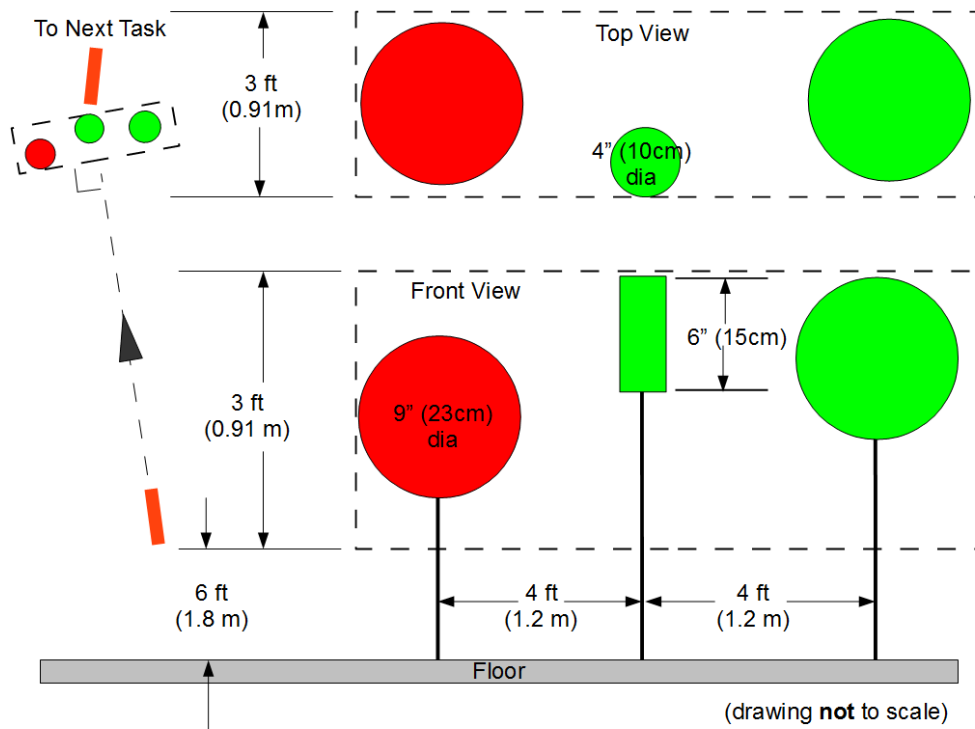 To Next Task
3 ft
(0.91m)
Top View
4” (10cm)
dia
Front View
6” (15cm)
3 ft
(0.91 m)
9” (23cm)
dia
6 ft
(1.8 m)
4 ft
(1.2 m)
4 ft
(1.2 m)
Floor
(drawing not to scale)